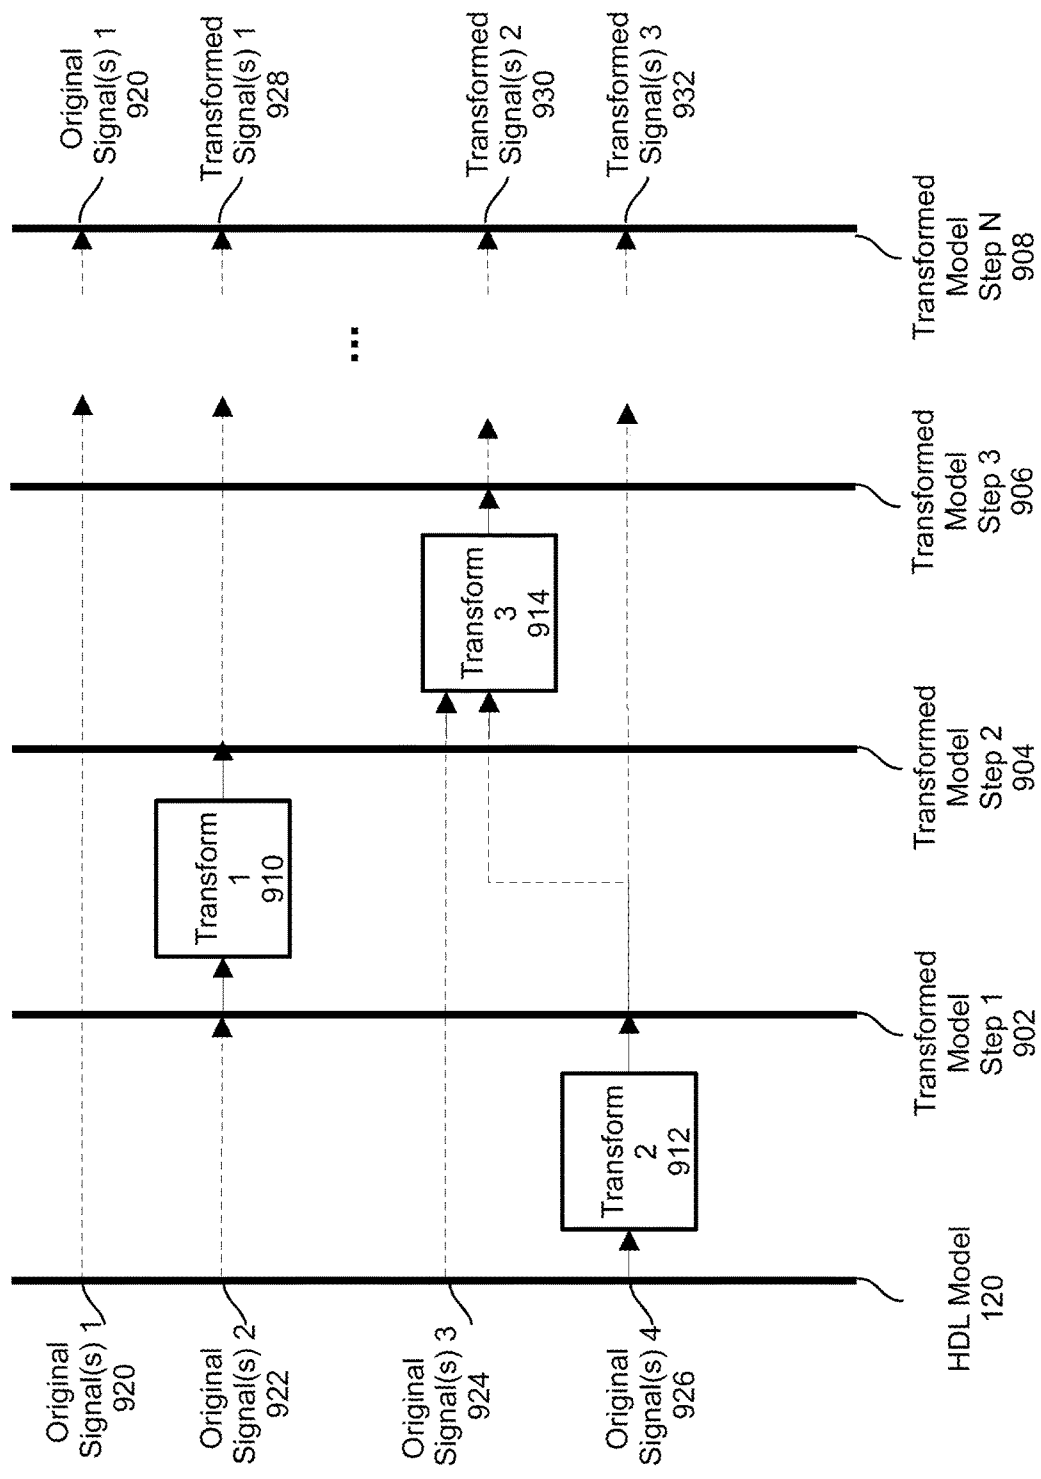 Original
Signal(s) 1
920
Original
Signal(s) 2
922
Original
Signal(s) 3
924
Original
Signal(s) 4
926
Transform
2
912
Transform
1
910
Transform
3
914
...
Original
Signal(s) 1
920
Transformed
Signal(s) 1
928
Transformed
Signal(s) 2
930
Transformed
Signal(s) 3
932
HDL Model
120
Transformed
Model
Step 1
902
Transformed
Model
Step 2
904
Transformed
Model
Step 3
906
Transformed
Model
Step N
908